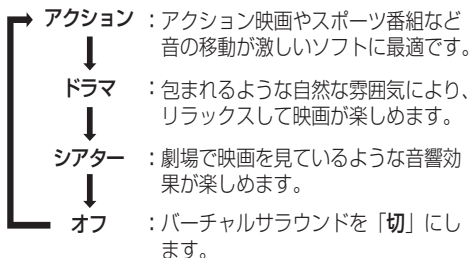 アクション：アクション映画やスポーツ番組など
音の移動が激しいソフトに最適です。
ドラマ：包まれるような自然な雰囲気により、
リラックスして映画が楽しめます。
シアター：劇場で映画を見ているような音響効
果が楽しめます。
オフ：バーチャルサラウンドを「切」にし
ます。